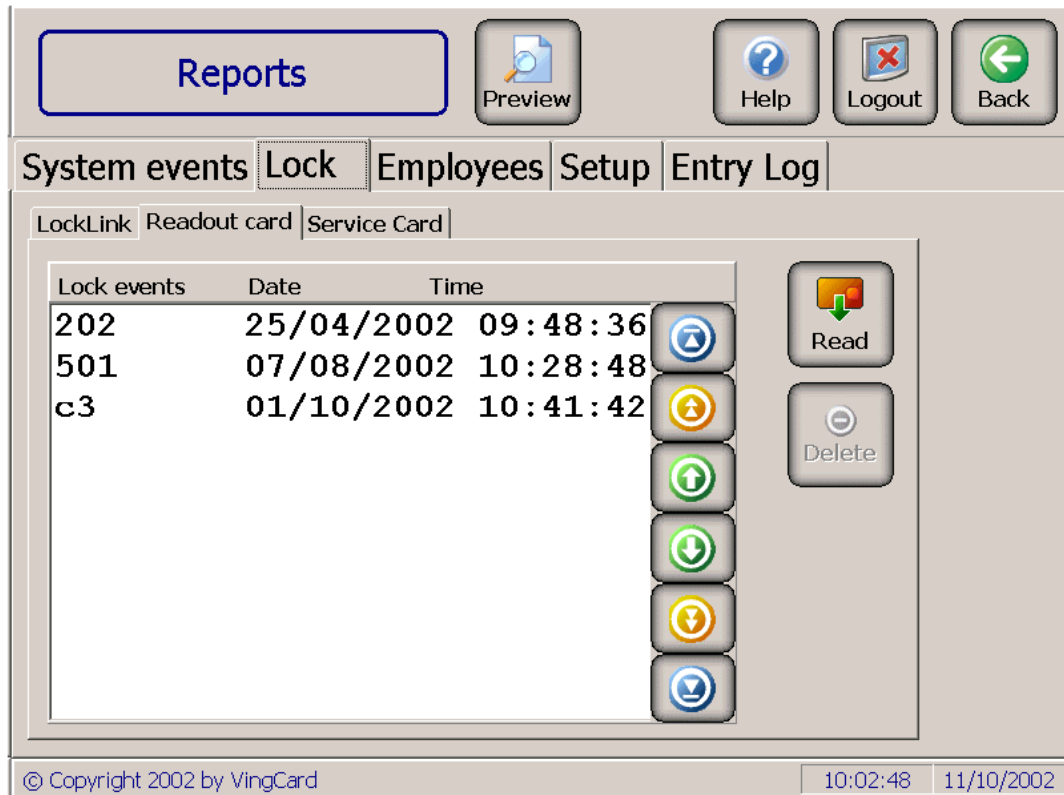 Reports
Preview
Help
Logout
Back
System events Lock Employees Setup Entry Log
LockLink Readout card Service Card
Lock events Date Time
202 25/04/2002 09:48:36
501 07/08/2002 10:28:48
c3 01/10/2002 10:41:42
Read
Delete
© Copyright 2002 by VingCard 10:02:48 11/10/2002